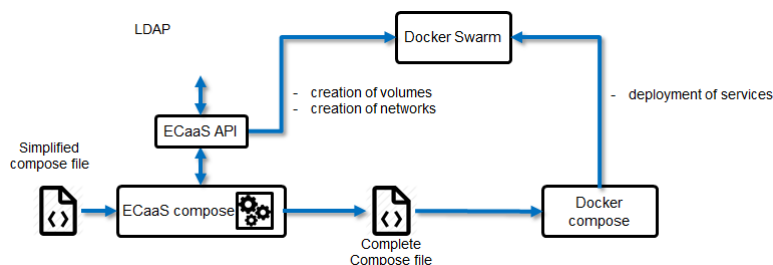 LDAP
Docker Swarm
- creation of volumes
- creation of networks
- deployment of services
ECaaS API
Simplified
compose file
ECaaS compose
Docker
compose
Complete
Compose file